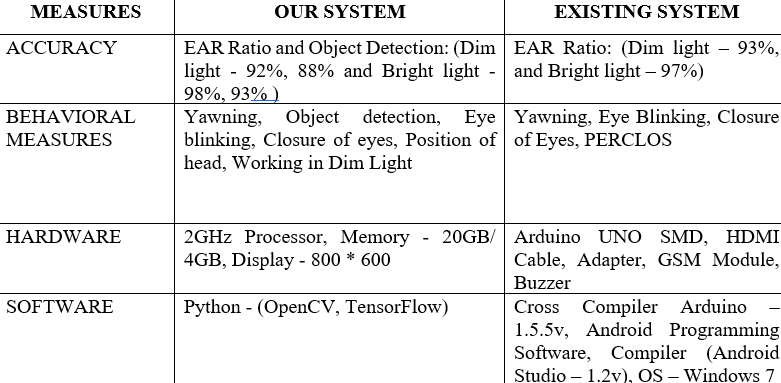 MEASURES
OUR SYSTEM
EXISTING SYSTEM
ACCURACY
EAR Ratio and Object Detection: (Dim
light - 92%, 88% and Bright light -
98%, 93% )
EAR Ratio: (Dim light – 93%,
and Bright light – 97%)
BEHAVIORAL
MEASURES
Yawning, Object detection, Eye
blinking, Closure of eyes, Position of
head, Working in Dim Light
Yawning, Eye Blinking, Closure
of Eyes, PERCLOS
HARDWARE
2GHz Processor, Memory - 20GB/
4GB, Display - 800 * 600
Arduino UNO SMD, HDMI
Cable, Adapter, GSM Module,
Buzzer
SOFTWARE
Python - (OpenCV, TensorFlow)
Cross Compiler Arduino –
1.5.5v, Android Programming
Software, Compiler (Android
Studio – 1.2v), OS – Windows 7